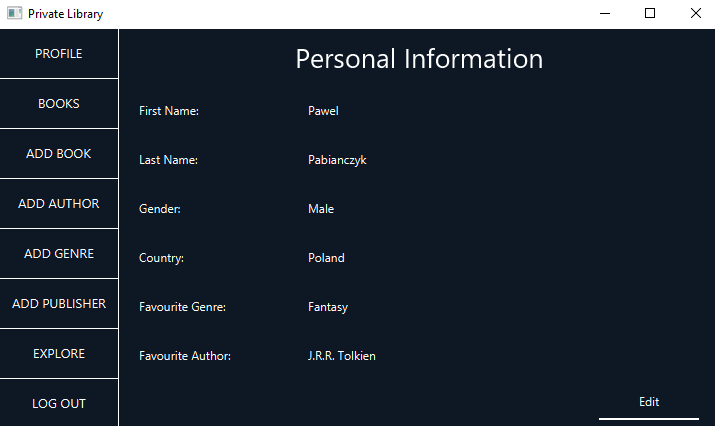 Private Library
PROFILE
BOOKS
ADD BOOK
ADD AUTHOR
ADD GENRE
ADD PUBLISHER
EXPLORE
LOG OUT
Personal Information
First Name: Pawel
Last Name: Pabianczyk
Gender: Male
Country: Poland
Favourite Genre: Fantasy
Favourite Author: J.R.R. Tolkien
Edit